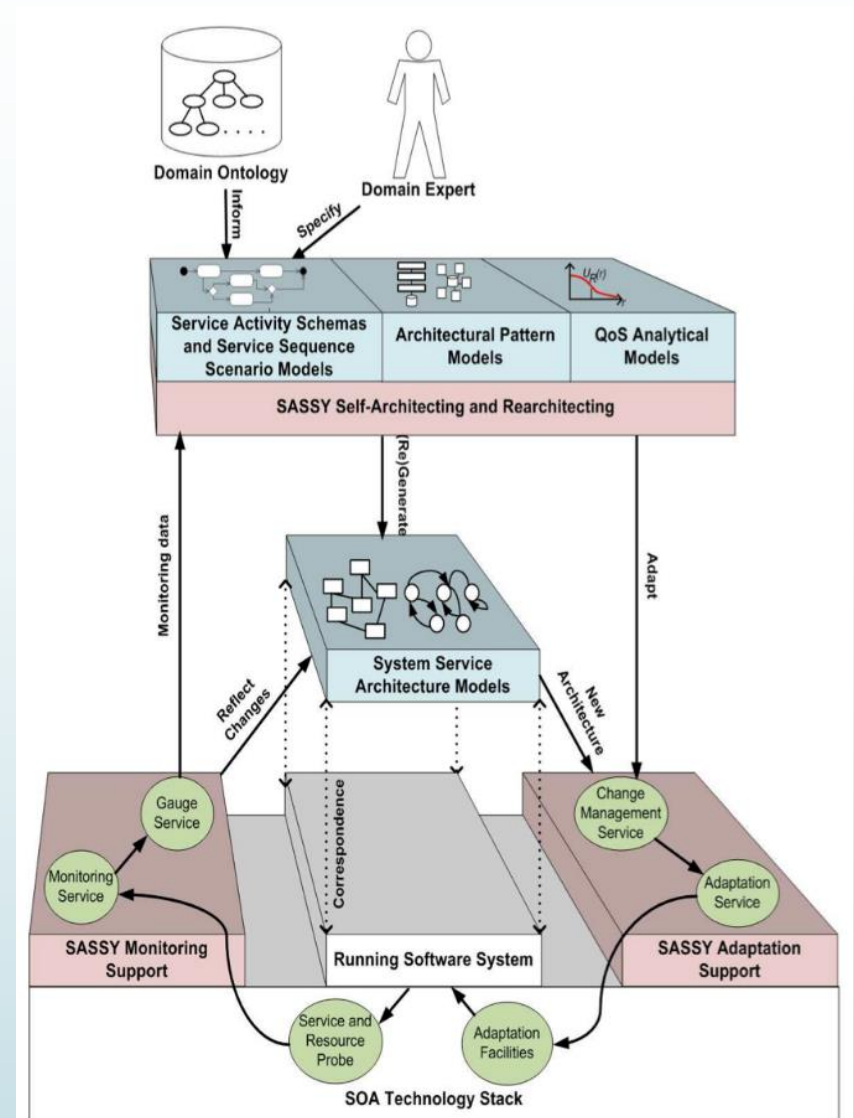 Domain Ontology
Domain Expert
Inform
Specify
U_R(r)
r
Service Activity Schemas
and Service Sequence
Scenario Models
Architectural Pattern
Models
QoS Analytical
Models
SASSY Self-Architecting and Rearchitecting
Monitoring data
(Re)Generate
Adapt
System Service
Architecture Models
Reflect
Changes
New
Architecture
Correspondence
Gauge
Service
Monitoring
Service
Change
Management
Service
Adaptation
Service
SASSY Monitoring
Support
Running Software System
SASSY Adaptation
Support
Service and
Resource
Probe
Adaptation
Facilities
SOA Technology Stack